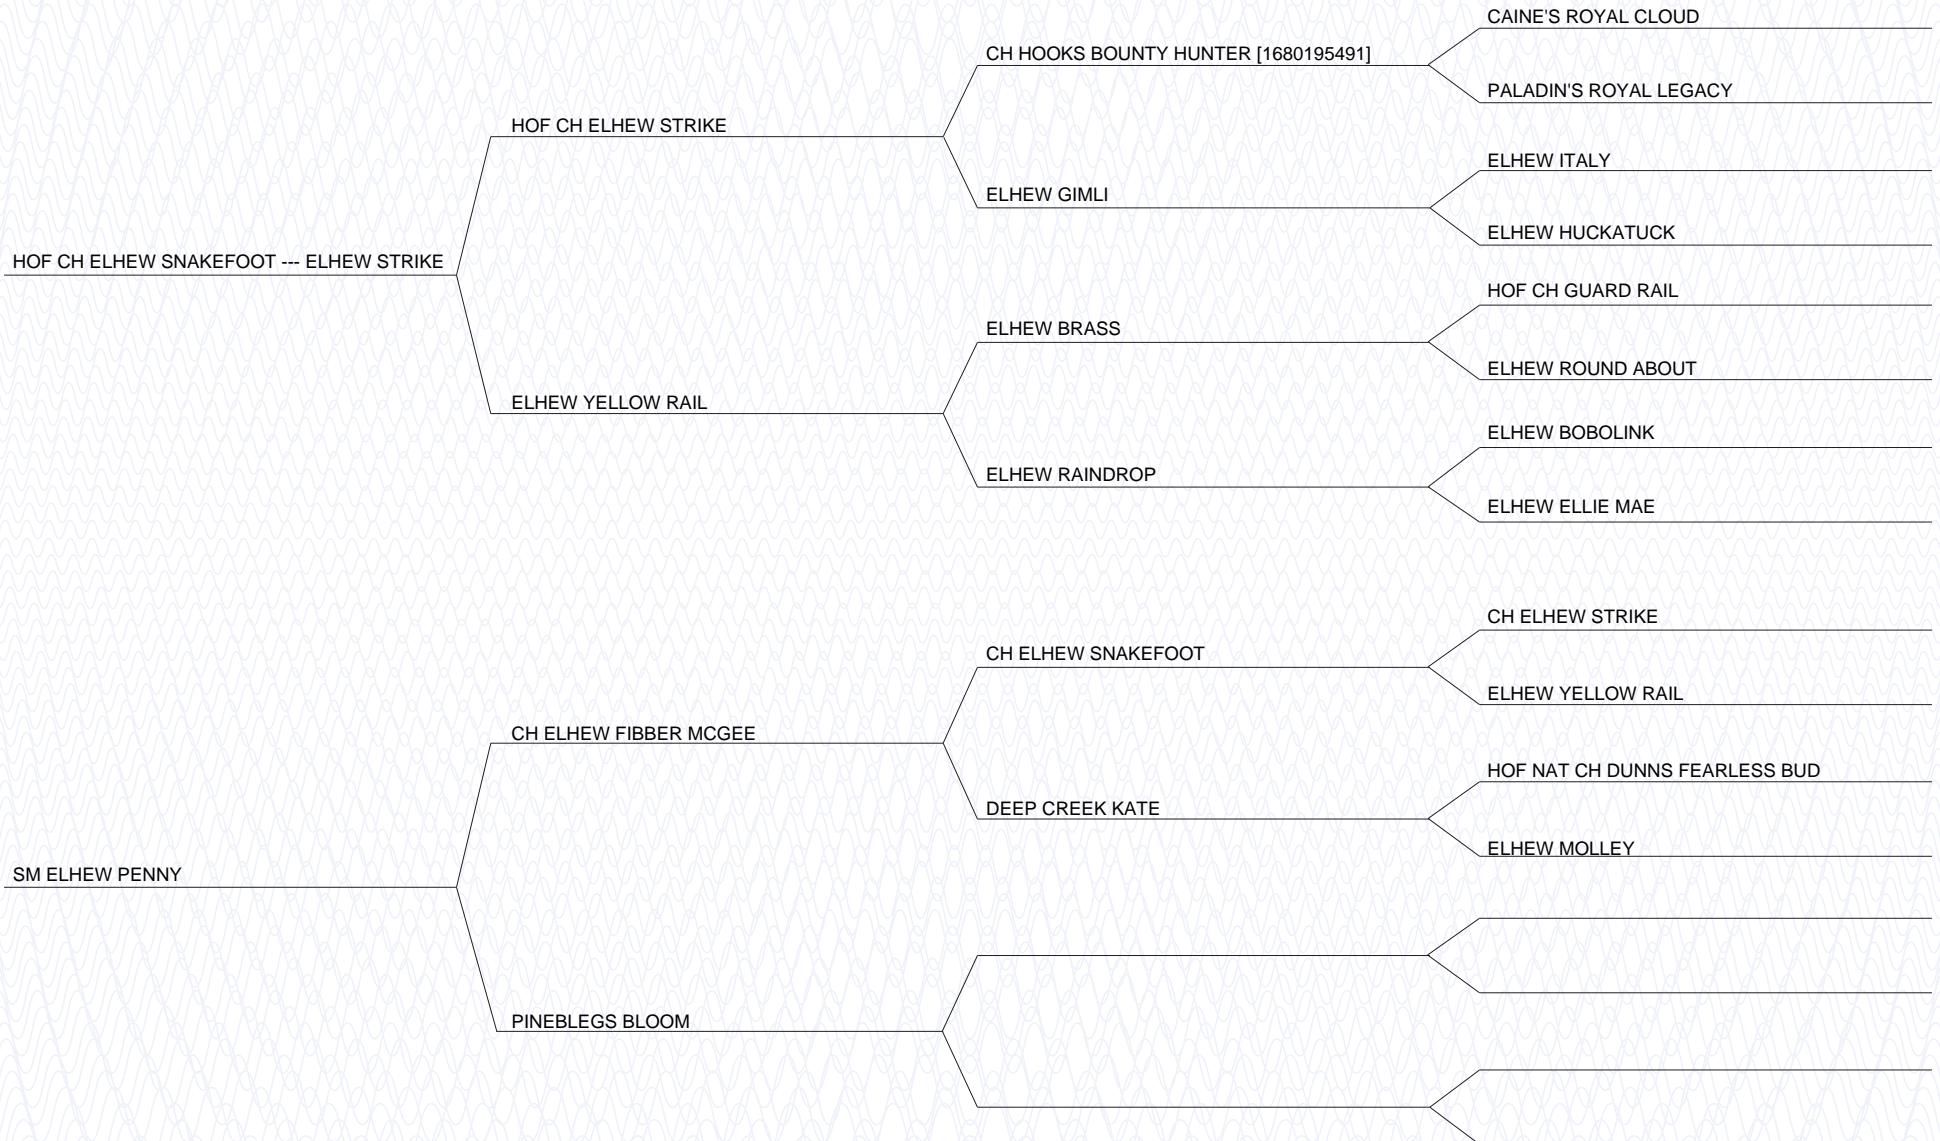 CAINE'S ROYAL CLOUD
CH HOOKS BOUNTY HUNTER [1680195491]
PALADIN'S ROYAL LEGACY
HOF CH ELHEW STRIKE
ELHEW ITALY
ELHEW GIMLI
ELHEW HUCKATUCK
HOF CH ELHEW SNAKEFOOT --- ELHEW STRIKE
HOF CH GUARD RAIL
ELHEW BRASS
ELHEW ROUND ABOUT
ELHEW YELLOW RAIL
ELHEW BOBOLINK
ELHEW RAINDROP
ELHEW ELLIE MAE
CH ELHEW STRIKE
CH ELHEW SNAKEFOOT
ELHEW YELLOW RAIL
CH ELHEW FIBBER MCGEE
HOF NAT CH DUNNS FEARLESS BUD
DEEP CREEK KATE
ELHEW MOLLEY
SM ELHEW PENNY
PINEBLEGS BLOOM